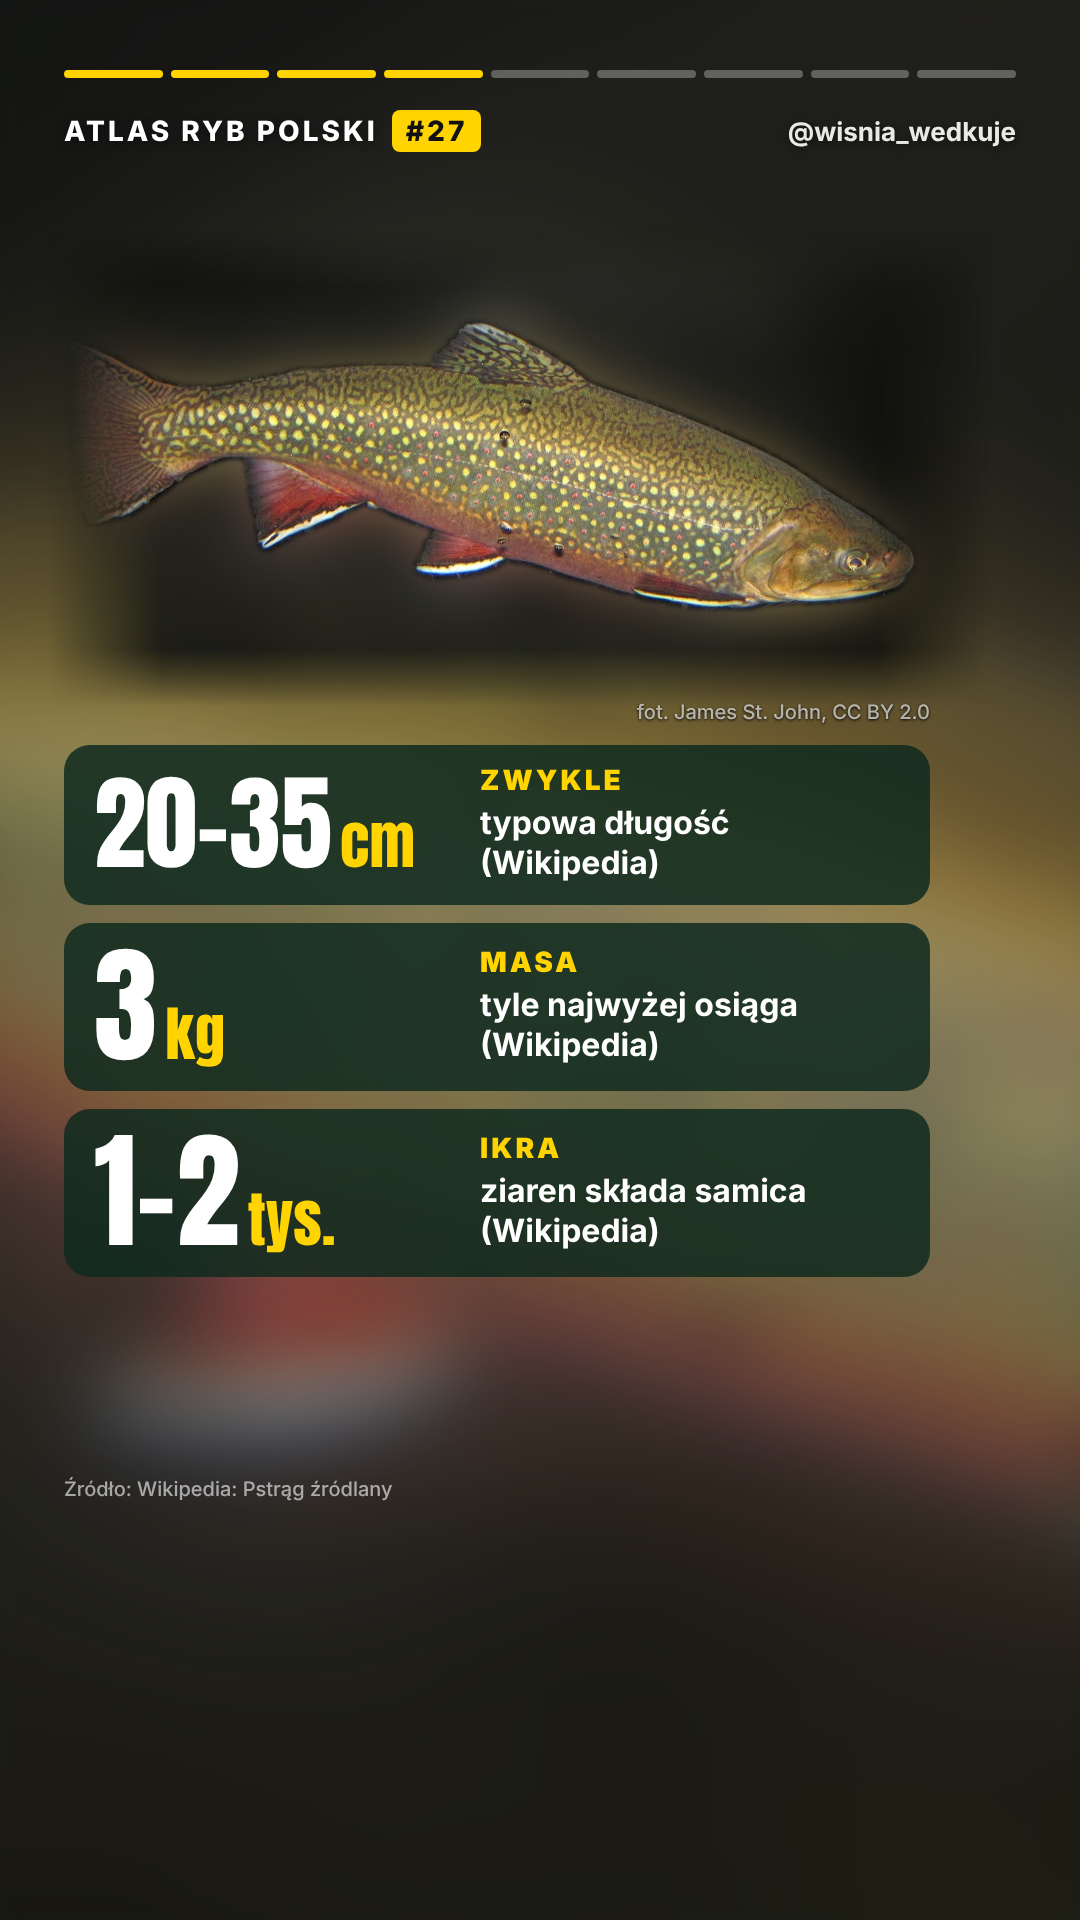 ATLAS RYB POLSKI #27
@wisnia_wedkuje
fot. James St. John, CC BY 2.0
20-35 cm
ZWYKLE
typowa długość
(Wikipedia)
3 kg
MASA
tyle najwyżej osiąga
(Wikipedia)
1-2 tys.
IKRA
ziaren składa samica
(Wikipedia)
Źródło: Wikipedia: Pstrąg źródlany